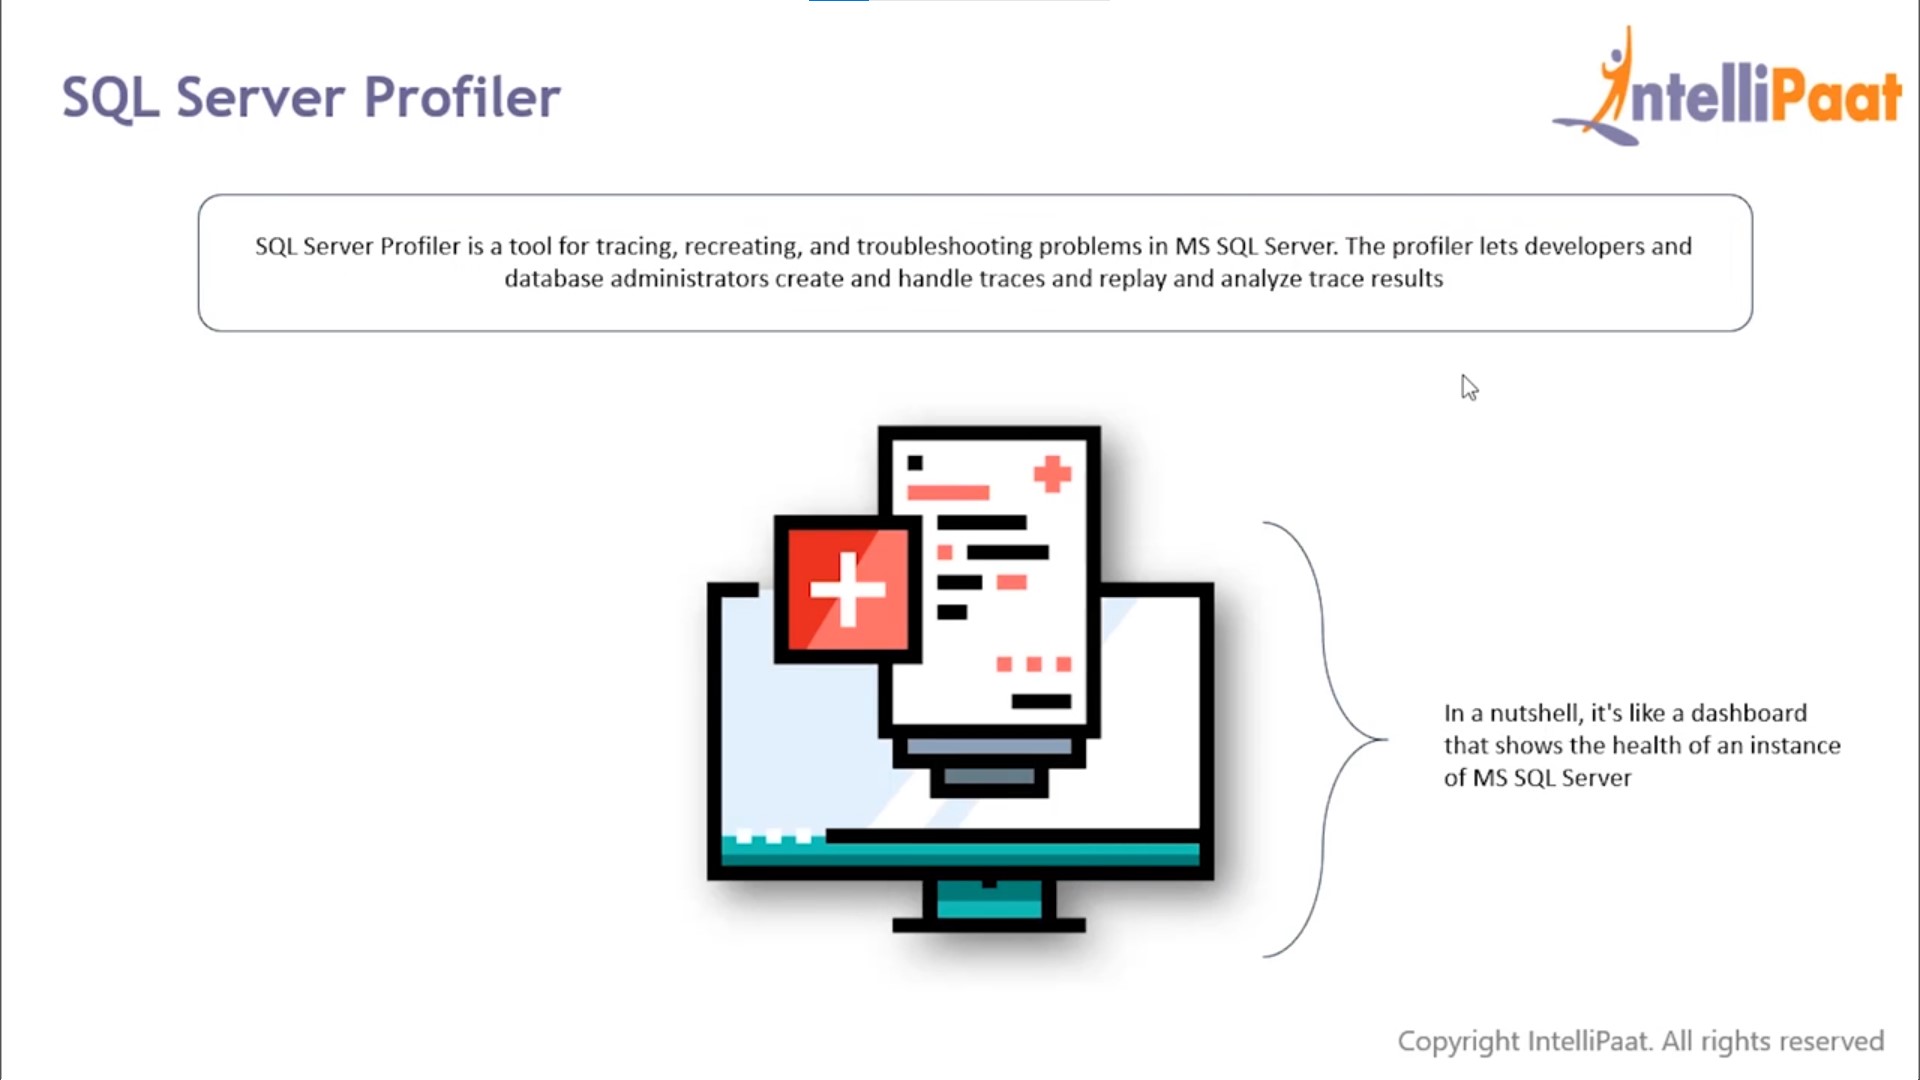 SQL Server Profiler
IntelliPaat
SQL Server Profiler is a tool for tracing, recreating, and troubleshooting problems in MS SQL Server. The profiler lets developers and
database administrators create and handle traces and replay and analyze trace results
In a nutshell, it's like a dashboard
that shows the health of an instance
of MS SQL Server
Copyright IntelliPaat. All rights reserved